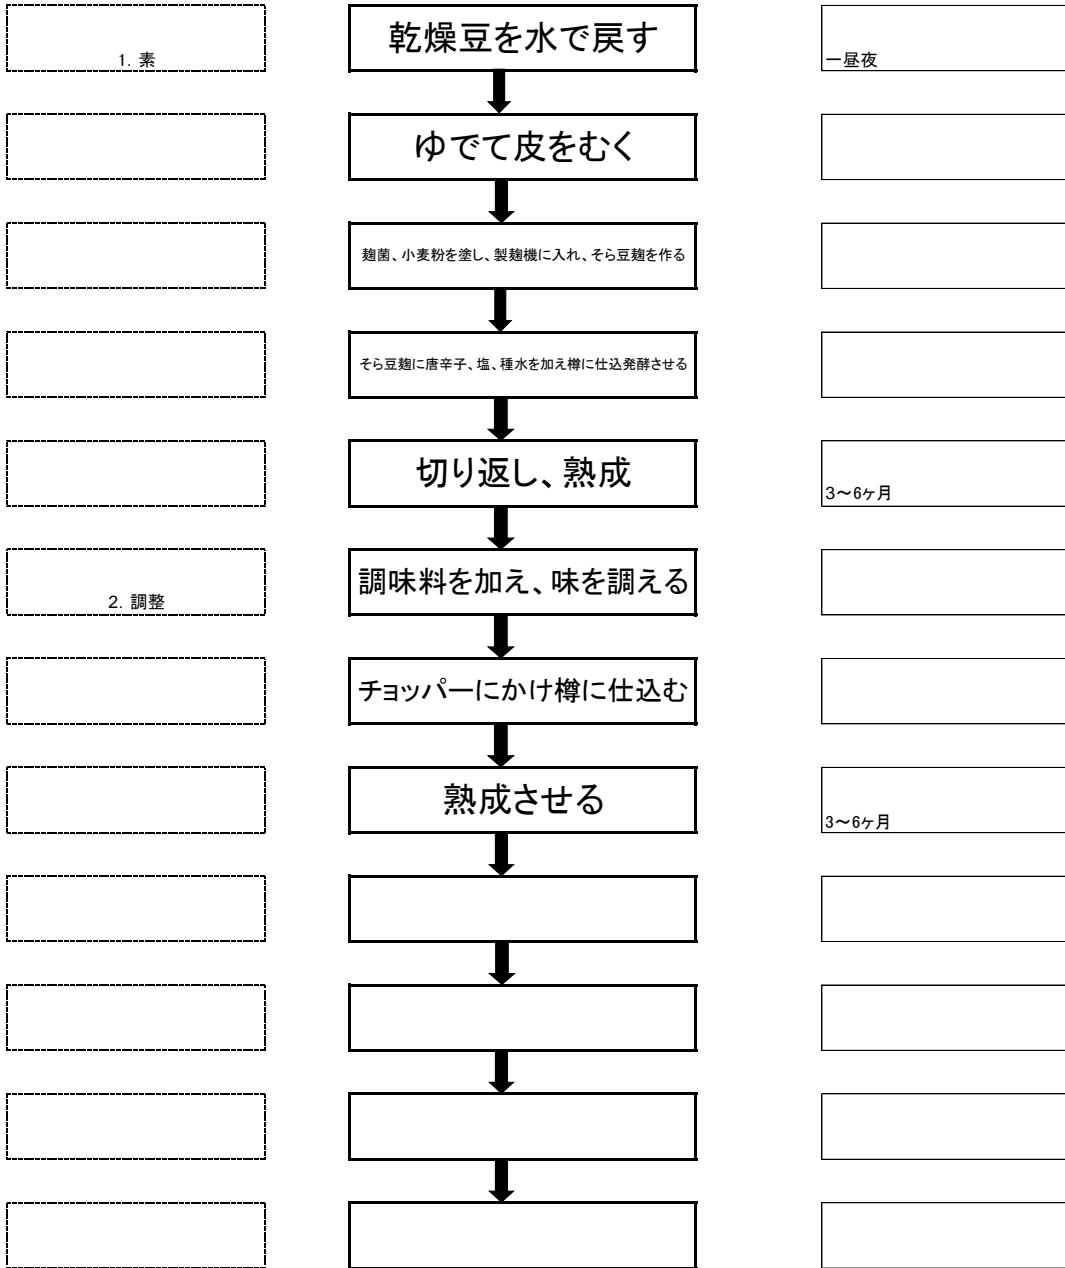 1. 素
乾燥豆を水で戻す
一昼夜
ゆでて皮をむく
麹菌、小麦粉を塗し、製麹機に入れ、そら豆麹を作る
そら豆麹に唐辛子、塩、種水を加え樽に仕込発酵させる
切り返し、熟成
3～6ヶ月
2. 調整
調味料を加え、味を調える
チョッパーにかけ樽に仕込む
熟成させる
3～6ヶ月